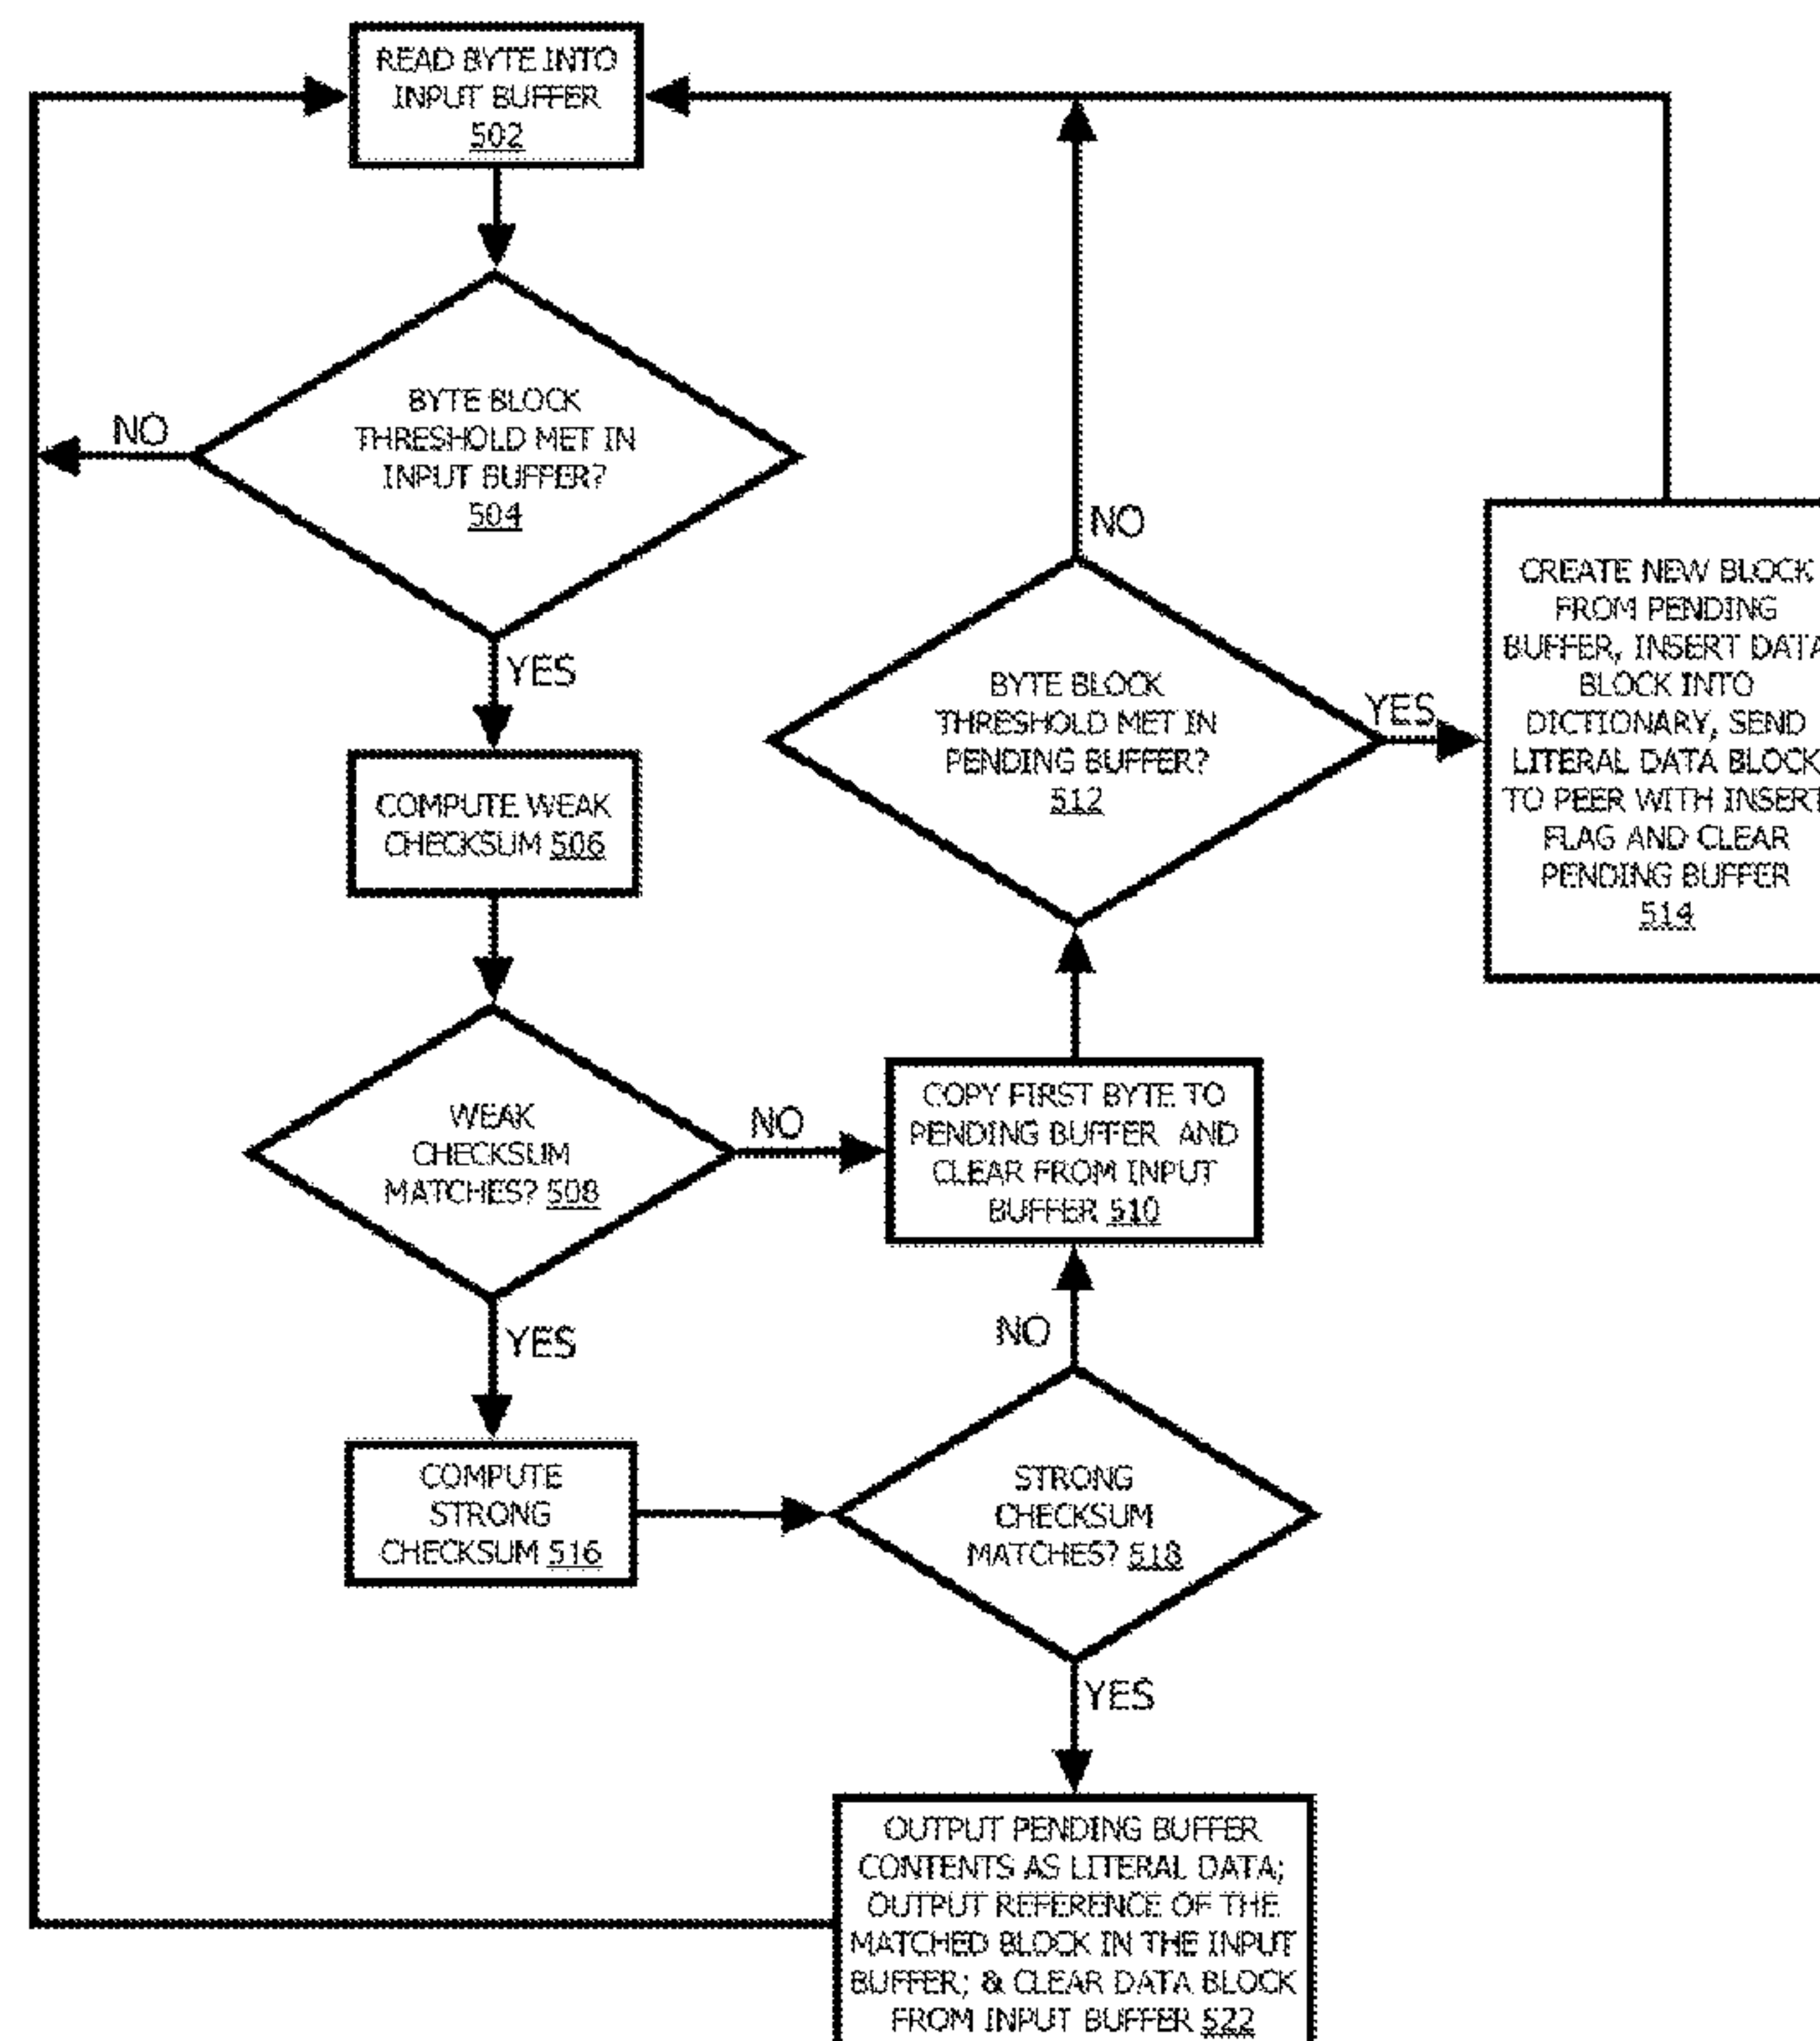 READ BYTE INTO
INPUT BUFFER
502
BYTE BLOCK
THRESHOLD MET IN
INPUT BUFFER?
504
NO
YES
COMPUTE WEAK
CHECKSUM 506
WEAK
CHECKSUM
MATCHES? 508
NO
YES
COMPUTE
STRONG
CHECKSUM 516
BYTE BLOCK
THRESHOLD MET IN
PENDING BUFFER?
512
NO
YES
CREATE NEW BLOCK
FROM PENDING
BUFFER, INSERT DATA
BLOCK INTO
DICTIONARY, SEND
LITERAL DATA BLOCK
TO PEER WITH INSERT
FLAG AND CLEAR
PENDING BUFFER
514
COPY FIRST BYTE TO
PENDING BUFFER AND
CLEAR FROM INPUT
BUFFER 510
NO
STRONG
CHECKSUM
MATCHES? 518
YES
OUTPUT PENDING BUFFER
CONTENTS AS LITERAL DATA;
OUTPUT REFERENCE OF THE
MATCHED BLOCK IN THE INPUT
BUFFER; & CLEAR DATA BLOCK
FROM INPUT BUFFER 522